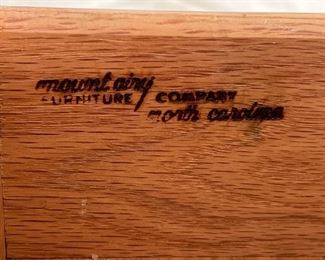 mount airy
FURNITURE COMPANY
north carolina